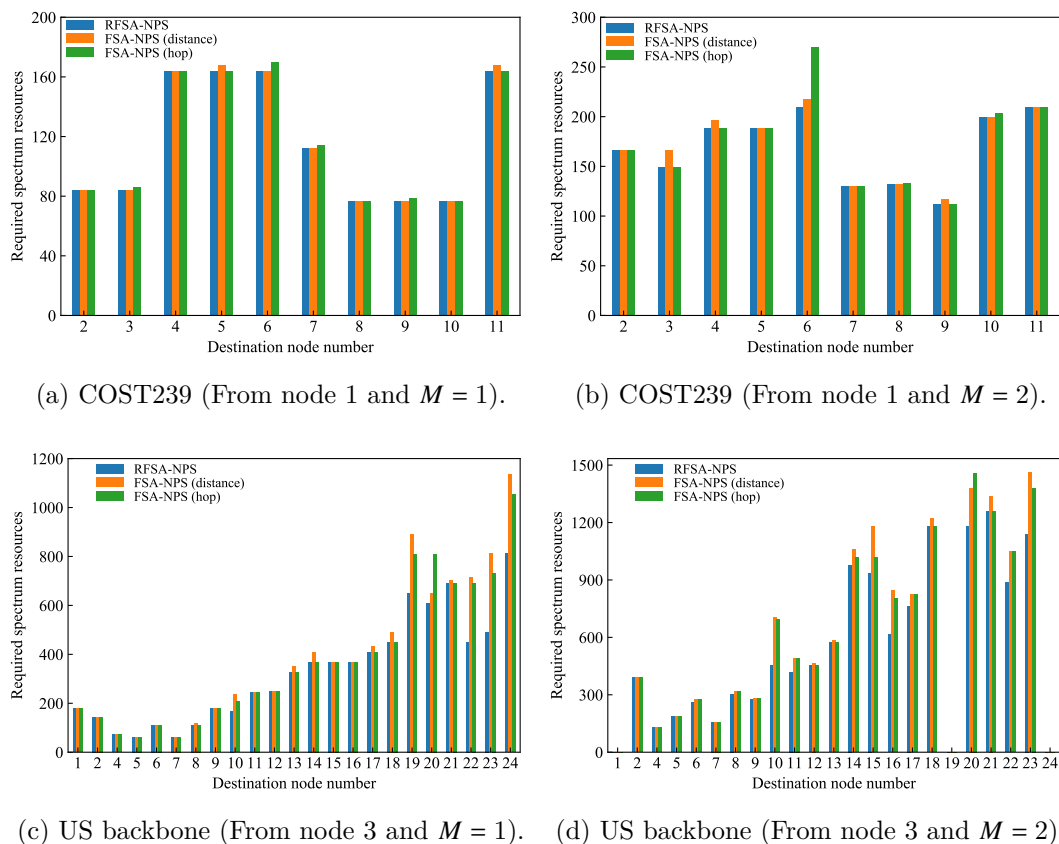 200
160
120
80
40
0
Required spectrum resources
RFSA-NPS
FSA-NPS (distance)
FSA-NPS (hop)
2 3 4 5 6 7 8 9 10 11
Destination node number
(a) COST239 (From node 1 and M = 1).
300
250
200
150
100
50
0
Required spectrum resources
RFSA-NPS
FSA-NPS (distance)
FSA-NPS (hop)
2 3 4 5 6 7 8 9 10 11
Destination node number
(b) COST239 (From node 1 and M = 2).
1200
1000
800
600
400
200
0
Required spectrum resources
RFSA-NPS
FSA-NPS (distance)
FSA-NPS (hop)
1 2 4 5 6 7 8 9 10 11 12 13 14 15 16 17 18 19 20 21 22 23 24
Destination node number
(c) US backbone (From node 3 and M = 1).
1500
1200
900
600
300
0
Required spectrum resources
RFSA-NPS
FSA-NPS (distance)
FSA-NPS (hop)
1 2 4 5 6 7 8 9 10 11 12 13 14 15 16 17 18 19 20 21 22 23 24
Destination node number
(d) US backbone (From node 3 and M = 2)